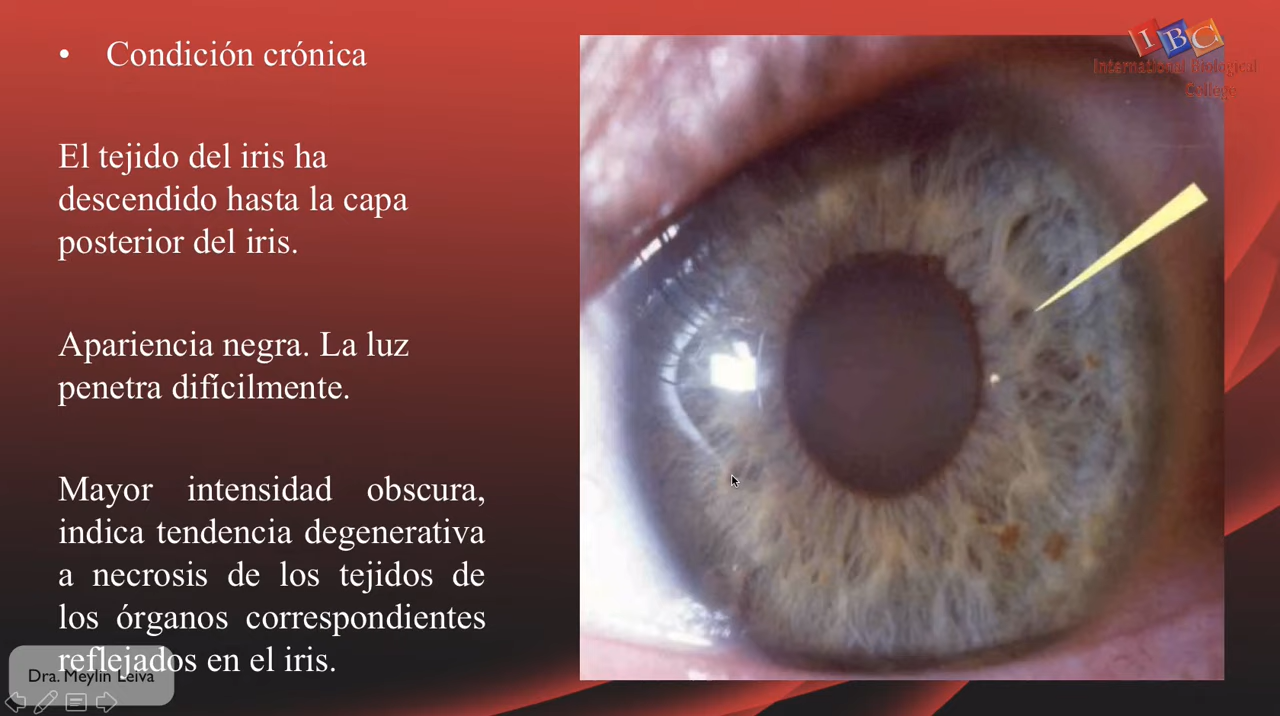 • Condición crónica
El tejido del iris ha
descendido hasta la capa
posterior del iris.
Apariencia negra. La luz
penetra difícilmente.
Mayor intensidad obscura,
indica tendencia degenerativa
a necrosis de los tejidos de
los órganos correspondientes
reflejados en el iris.
Dra. Meylin Leiva
IBC
International Biological
College